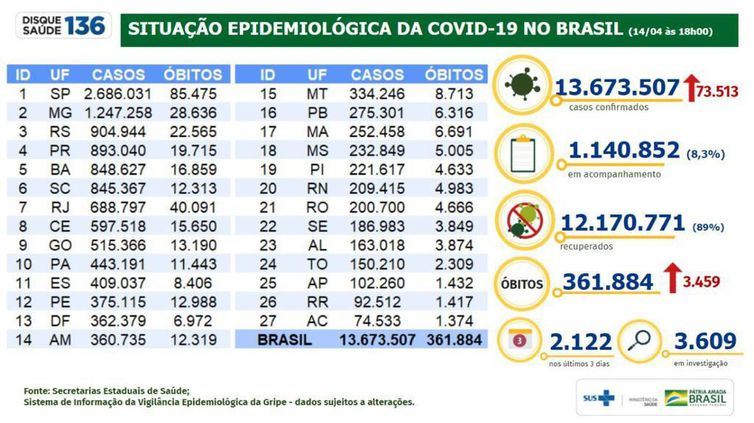 DISQUE SAÚDE 136
SITUAÇÃO EPIDEMIOLÓGICA DA COVID-19 NO BRASIL (14/04 às 18h00)
ID UF CASOS ÓBITOS
1 SP 2.686.031 85.475
2 MG 1.247.258 28.636
3 RS 904.944 22.565
4 PR 893.040 19.715
5 BA 848.627 16.859
6 SC 845.367 12.313
7 RJ 688.797 40.091
8 CE 597.518 15.650
9 GO 515.366 13.190
10 PA 443.191 11.443
11 ES 409.037 8.406
12 PE 375.115 12.988
13 DF 362.379 6.972
14 AM 360.735 12.319
ID UF CASOS ÓBITOS
15 MT 334.246 8.713
16 PB 275.301 6.316
17 MA 252.458 6.691
18 MS 232.849 5.005
19 PI 221.617 4.633
20 RN 209.415 4.983
21 RO 200.700 4.666
22 SE 186.983 3.849
23 AL 163.018 3.874
24 TO 150.210 2.309
25 AP 102.260 1.432
26 RR 92.512 1.417
27 AC 74.533 1.374
BRASIL 13.673.507 361.884
13.673.507 73.513
casos confirmados
1.140.852 (8,3%)
em acompanhamento
12.170.771 (89%)
recuperados
ÓBITOS 361.884 3.459
3 2.122
nos últimos 3 dias
3.609
em investigação
Fonte: Secretarias Estaduais de Saúde;
Sistema de Informação da Vigilância Epidemiológica da Gripe - dados sujeitos a alterações.
SUS
MINISTÉRIO DA SAÚDE
PÁTRIA AMADA
BRASIL
GOVERNO FEDERAL